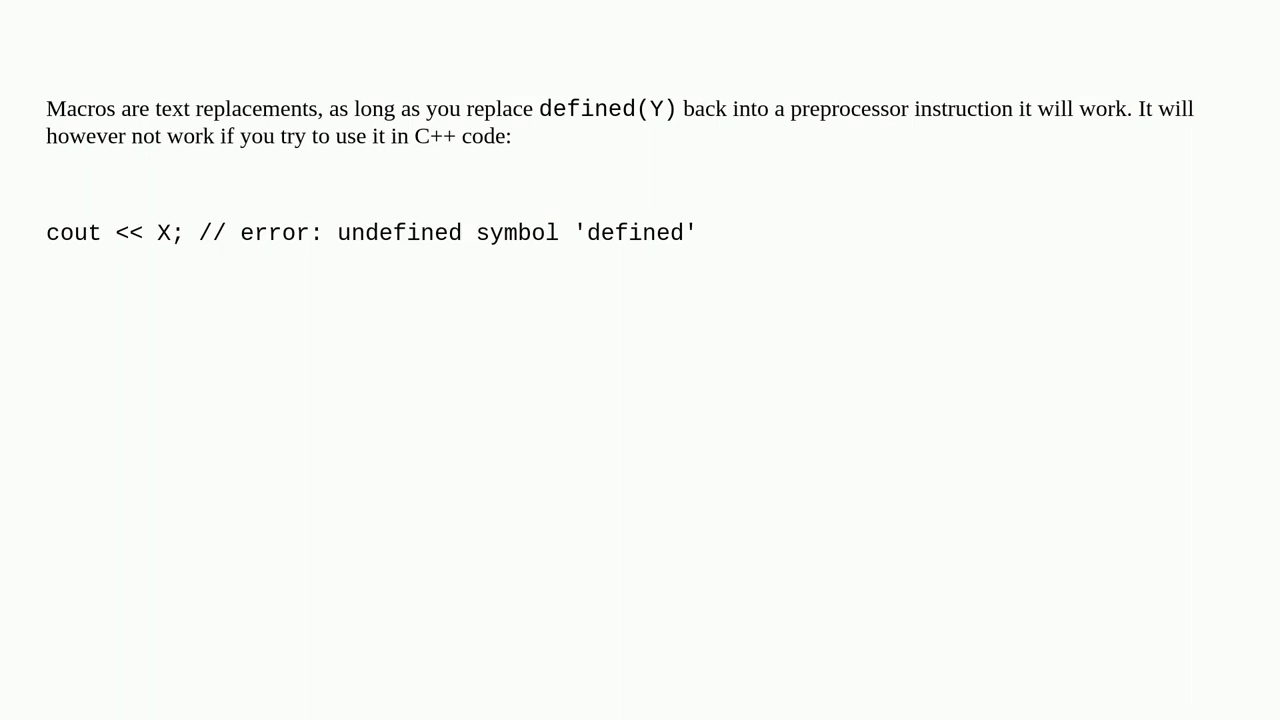 Macros are text replacements, as long as you replace defined(Y) back into a preprocessor instruction it will work. It will
however not work if you try to use it in C++ code:
cout << X; // error: undefined symbol 'defined'